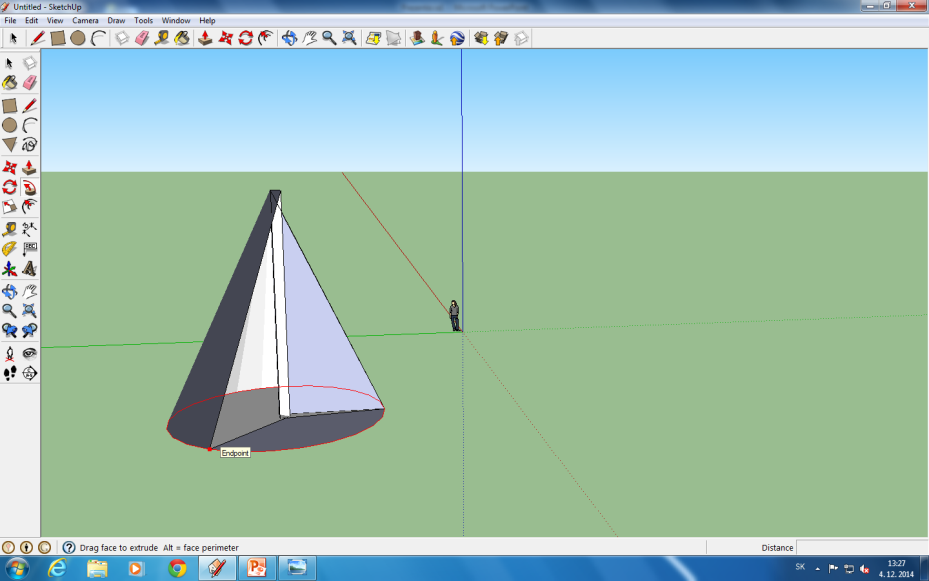 Untitled - SketchUp
File Edit View Camera Draw Tools Window Help
ABC
Endpoint
Drag face to extrude Alt = face perimeter
Distance
SK
13:27
4. 12. 2014